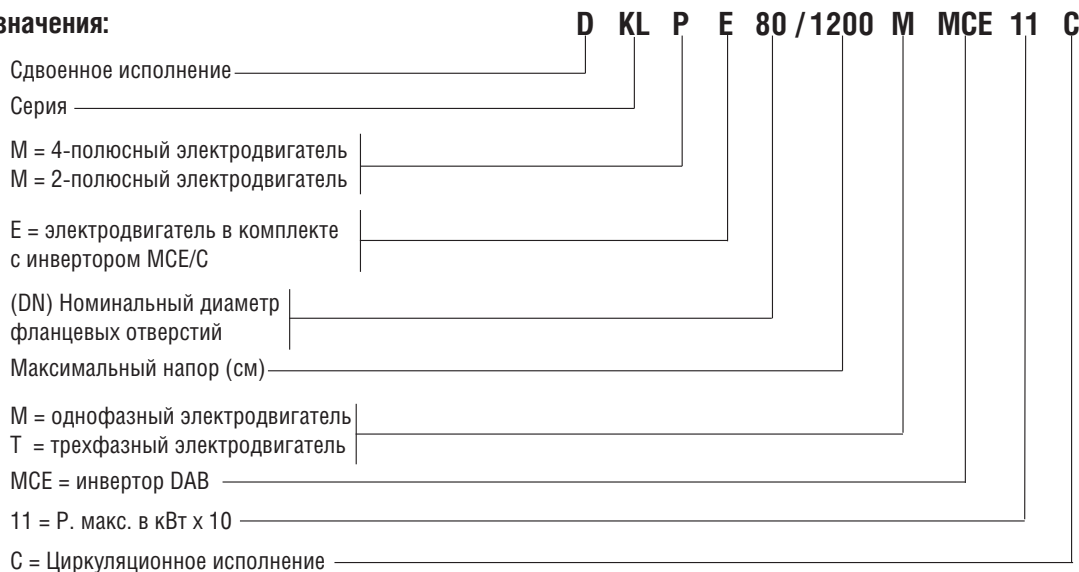 значения:
D KL P E 80 / 1200 M MCE 11 C
Сдвоенное исполнение
Серия
М = 4-полюсный электродвигатель
М = 2-полюсный электродвигатель
Е = электродвигатель в комплекте
с инвертором MCE/C
(DN) Номинальный диаметр
фланцевых отверстий
Максимальный напор (см)
М = однофазный электродвигатель
Т = трехфазный электродвигатель
MCE = инвертор DAB
11 = Р. макс. в кВт х 10
С = Циркуляционное исполнение